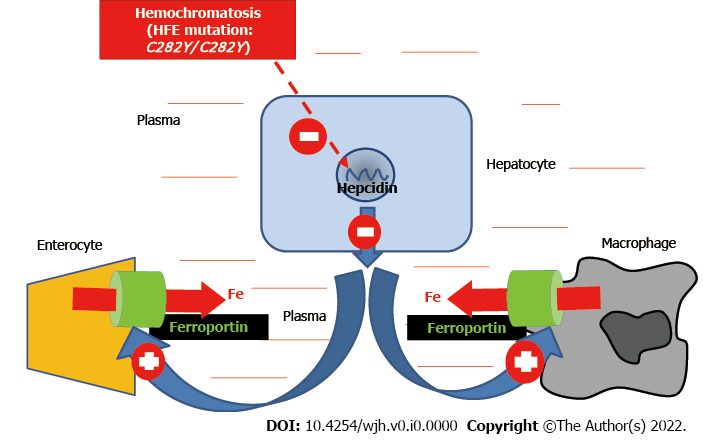 Hemochromatosis
(HFE mutation:
C282Y/C282Y)
Plasma
Hepatocyte
Hepcidin
Enterocyte
Macrophage
Fe
Fe
Plasma
Ferroportin
Ferroportin
DOI: 10.4254/wjh.v0.i0.0000 Copyright ©The Author(s) 2022.